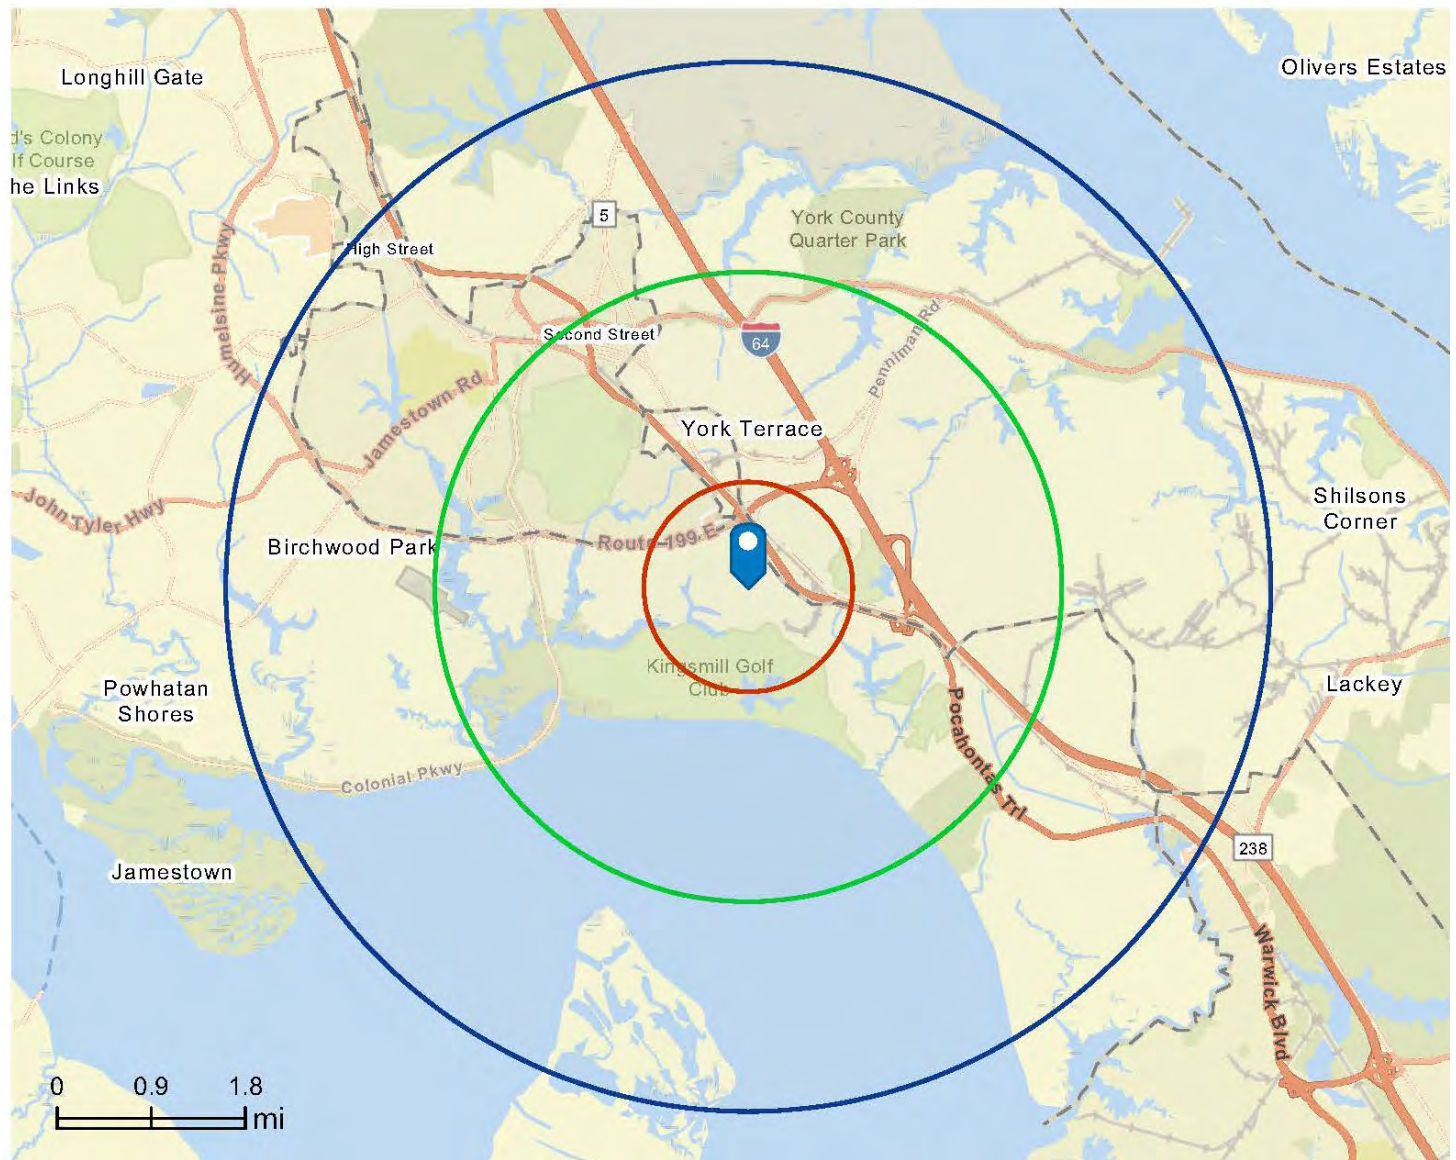 Longhill Gate
Olivers Estates
d's Colony
lf Course
he Links
5
York County
Quarter Park
High Street
Humelsine Pkwy
Second Street
64
Penniman Rd
Jamestown Rd
York Terrace
John Tyler Hwy
Shilsons
Corner
Birchwood Park
Route 199 E
Kingsmill Golf
Club
Powhatan
Shores
Lackey
Pocahontas Trl
Colonial Pkwy
238
Jamestown
Warwick Blvd
0 0.9 1.8
mi